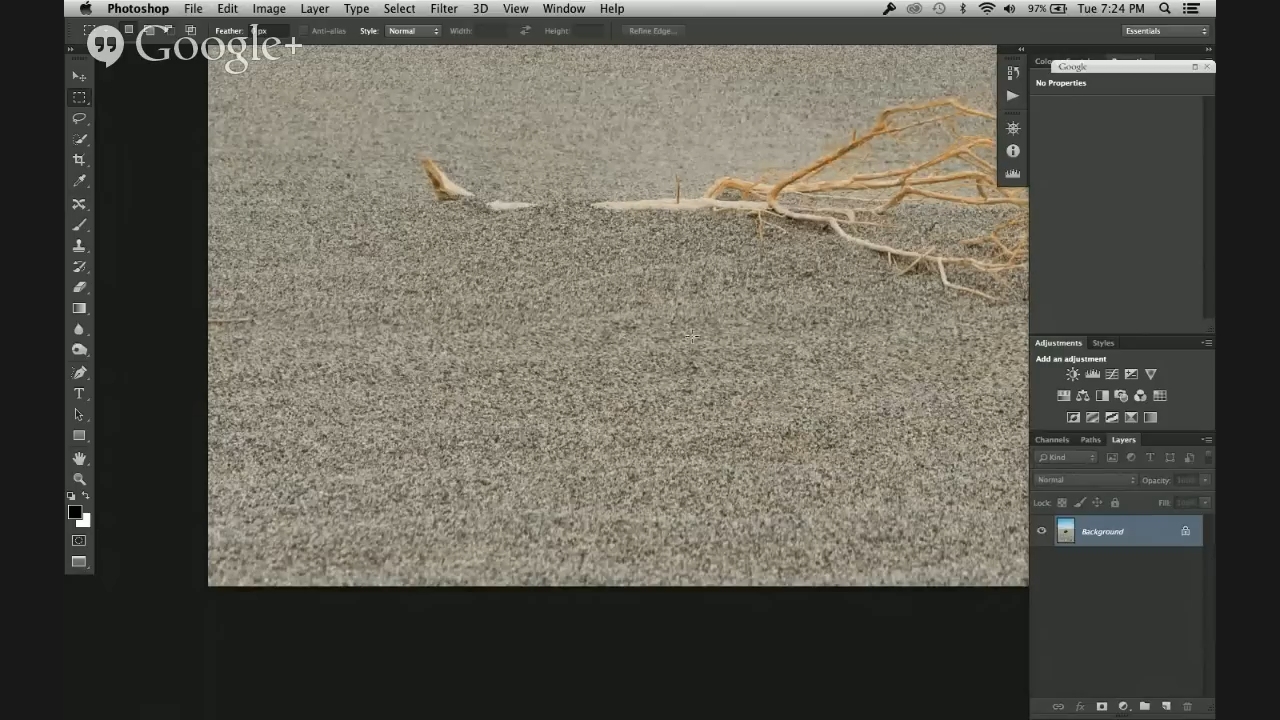 Photoshop File Edit Image Layer Type Select Filter 3D View Window Help 97% Tue 7:24 PM
Feather: px Anti-alias Style: Normal Width: Height: Refine Edge... Essentials
Google+
Google
No Properties
Adjustments Styles
Add an adjustment
Channels Paths Layers
Kind
Normal Opacity:
Lock: Fill:
Background